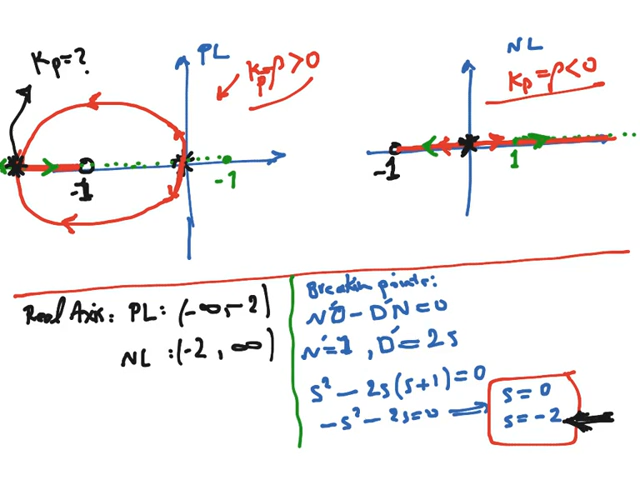 Kp=?
PL
Kp=ρ>0
-1
-1
NL
Kp=ρ<0
-1
1
Real Axis: PL: (-∞, -2)
NL: (-2, ∞)
Breakin points:
N'D-D'N=0
N'=1, D'=2s
s²-2s(s+1)=0
-s²-2s=0
s=0
s=-2